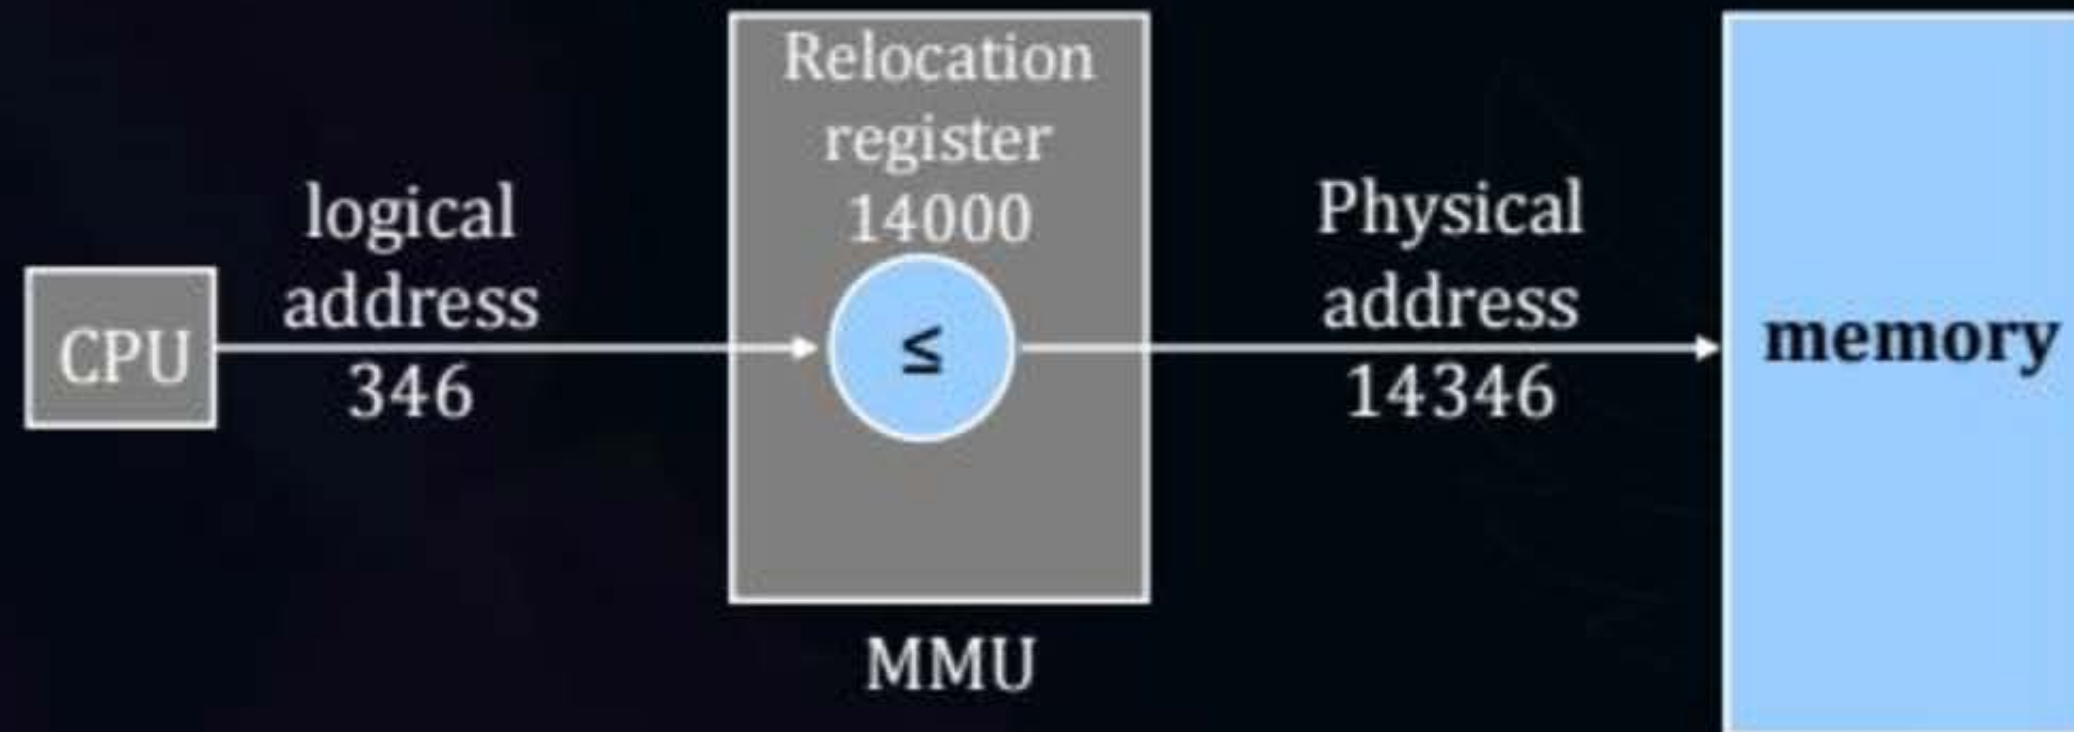 CPU
logical
address
346
Relocation
register
14000
≤
MMU
Physical
address
14346
memory